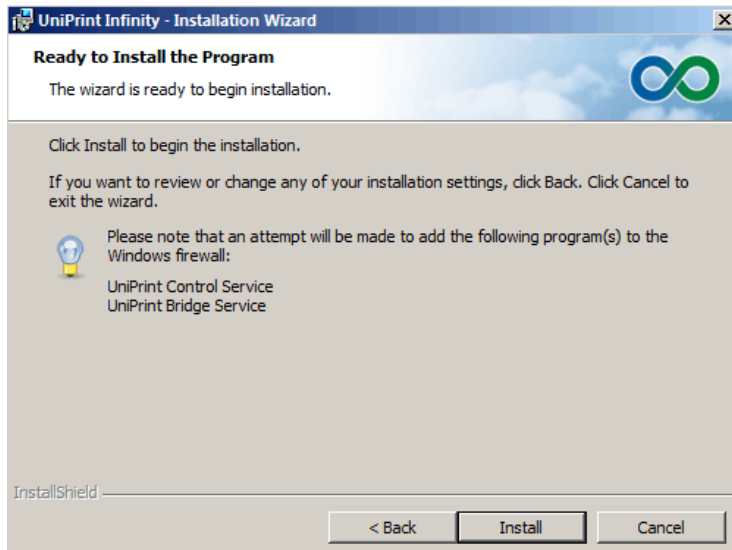 UniPrint Infinity - Installation Wizard
Ready to Install the Program
The wizard is ready to begin installation.
Click Install to begin the installation.
If you want to review or change any of your installation settings, click Back. Click Cancel to
exit the wizard.
Please note that an attempt will be made to add the following program(s) to the
Windows firewall:
UniPrint Control Service
UniPrint Bridge Service
InstallShield
< Back
Install
Cancel